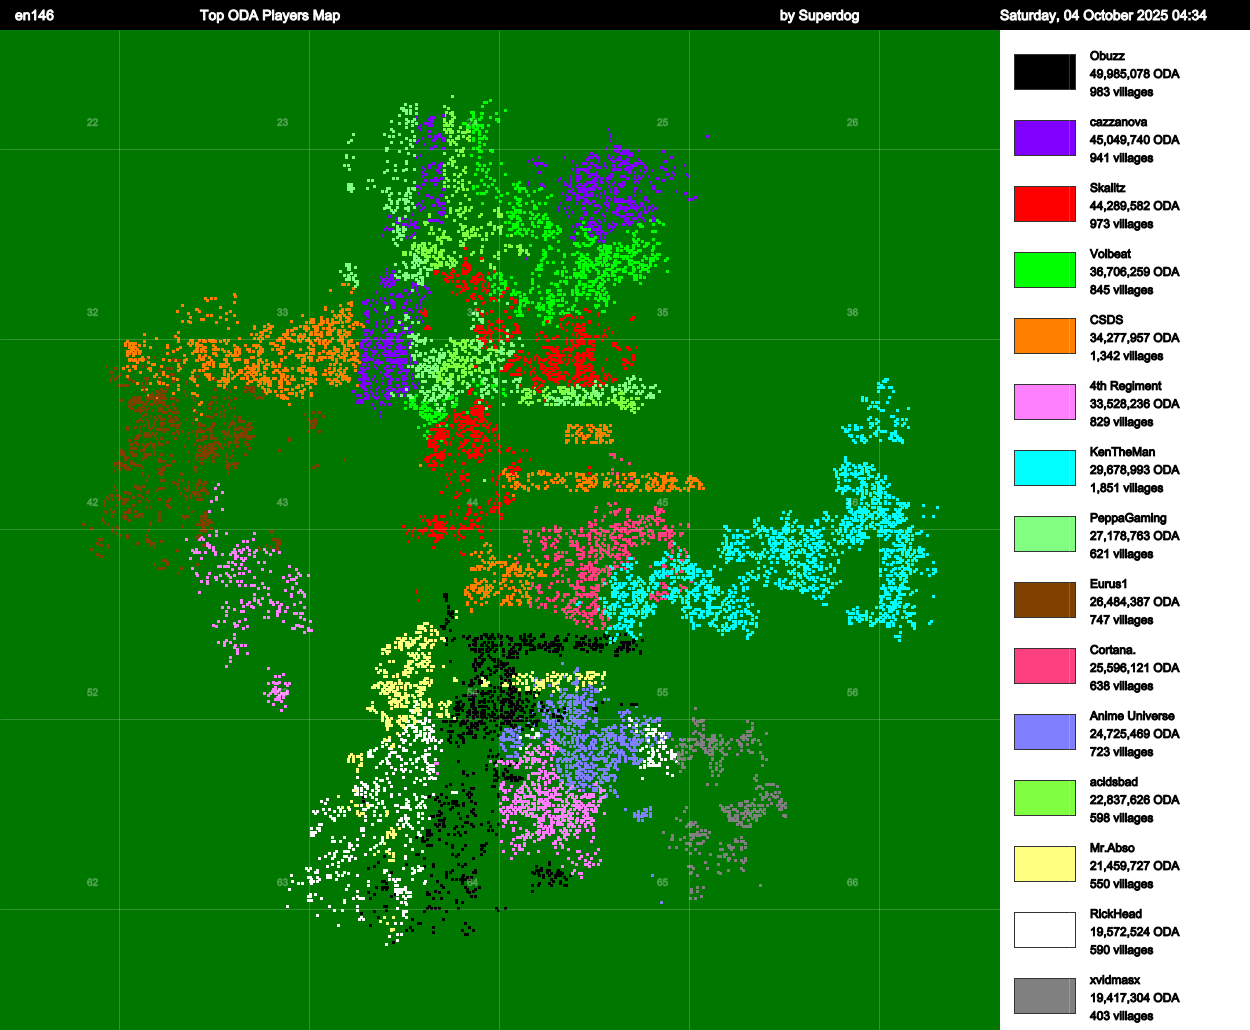 en146 Top ODA Players Map by Superdog Saturday, 04 October 2025 04:34
Obuzz
49,985,078 ODA
983 villages
cazzanova
45,049,740 ODA
941 villages
Skalitz
44,289,582 ODA
973 villages
Volbeat
36,706,259 ODA
845 villages
CSDS
34,277,957 ODA
1,342 villages
4th Regiment
33,528,236 ODA
829 villages
KenTheMan
29,678,993 ODA
1,851 villages
PeppaGaming
27,178,763 ODA
621 villages
Eurus1
26,484,387 ODA
747 villages
Cortana.
25,596,121 ODA
638 villages
Anime Universe
24,725,469 ODA
723 villages
acidsbad
22,837,626 ODA
598 villages
Mr.Abso
21,459,727 ODA
550 villages
RickHead
19,572,524 ODA
590 villages
xvidmasx
19,417,304 ODA
403 villages
22 23 25 26
32 33 35 36
42 43 44 45
52 55 56
62 63 64 65 66